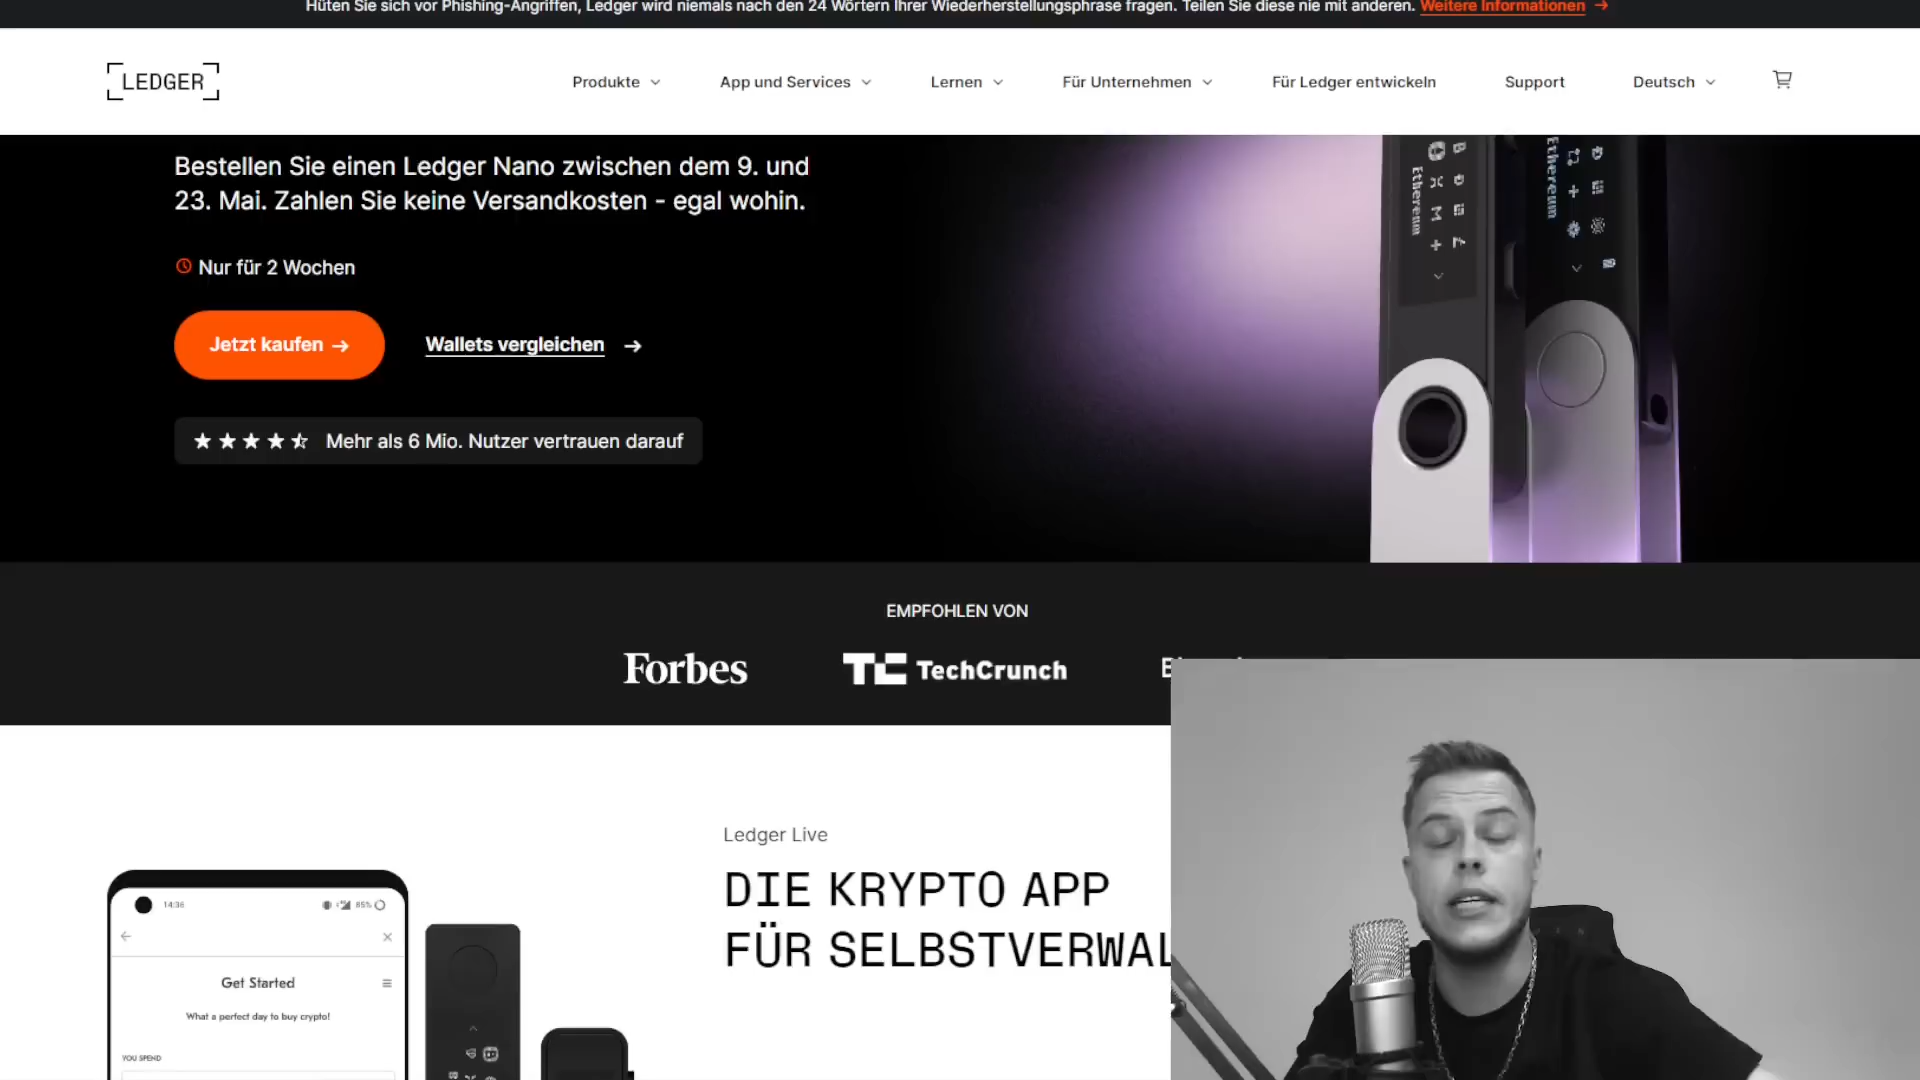 Hüten Sie sich vor Phishing-Angriffen, Ledger wird niemals nach den 24 Wörtern Ihrer Wiederherstellungsphrase fragen. Teilen Sie diese nie mit anderen. Weitere Informationen →
LEDGER
Produkte
App und Services
Lernen
Für Unternehmen
Für Ledger entwickeln
Support
Deutsch
Bestellen Sie einen Ledger Nano zwischen dem 9. und
23. Mai. Zahlen Sie keine Versandkosten - egal wohin.
Nur für 2 Wochen
Jetzt kaufen →
Wallets vergleichen →
Mehr als 6 Mio. Nutzer vertrauen darauf
Ethereum
Ethereum
EMPFOHLEN VON
Forbes
TechCrunch
Ledger Live
DIE KRYPTO APP
FÜR SELBSTVERWAL
14:36
85%
Get Started
What a perfect day to buy crypto!
YOU SPEND